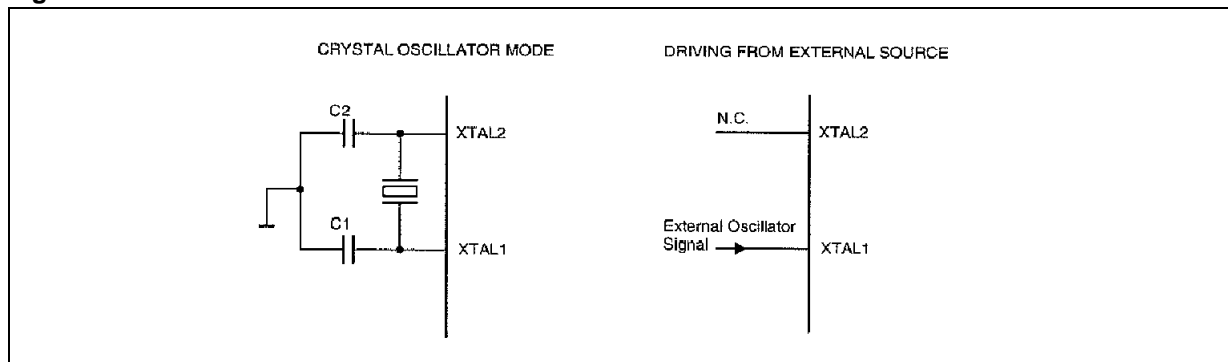 CRYSTAL OSCILLATOR MODE
C2
XTAL2
C1
XTAL1
DRIVING FROM EXTERNAL SOURCE
N.C.
XTAL2
External Oscillator
Signal
XTAL1